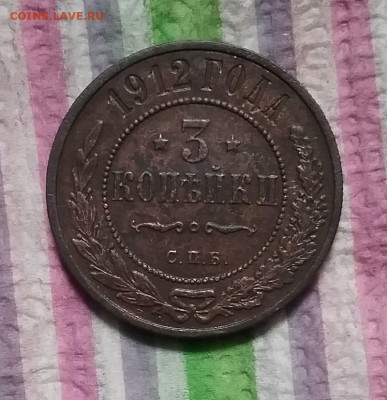 COINS.LAVE.RU
1912 ГОДА
3
КОПѢЙКИ
С.П.Б.